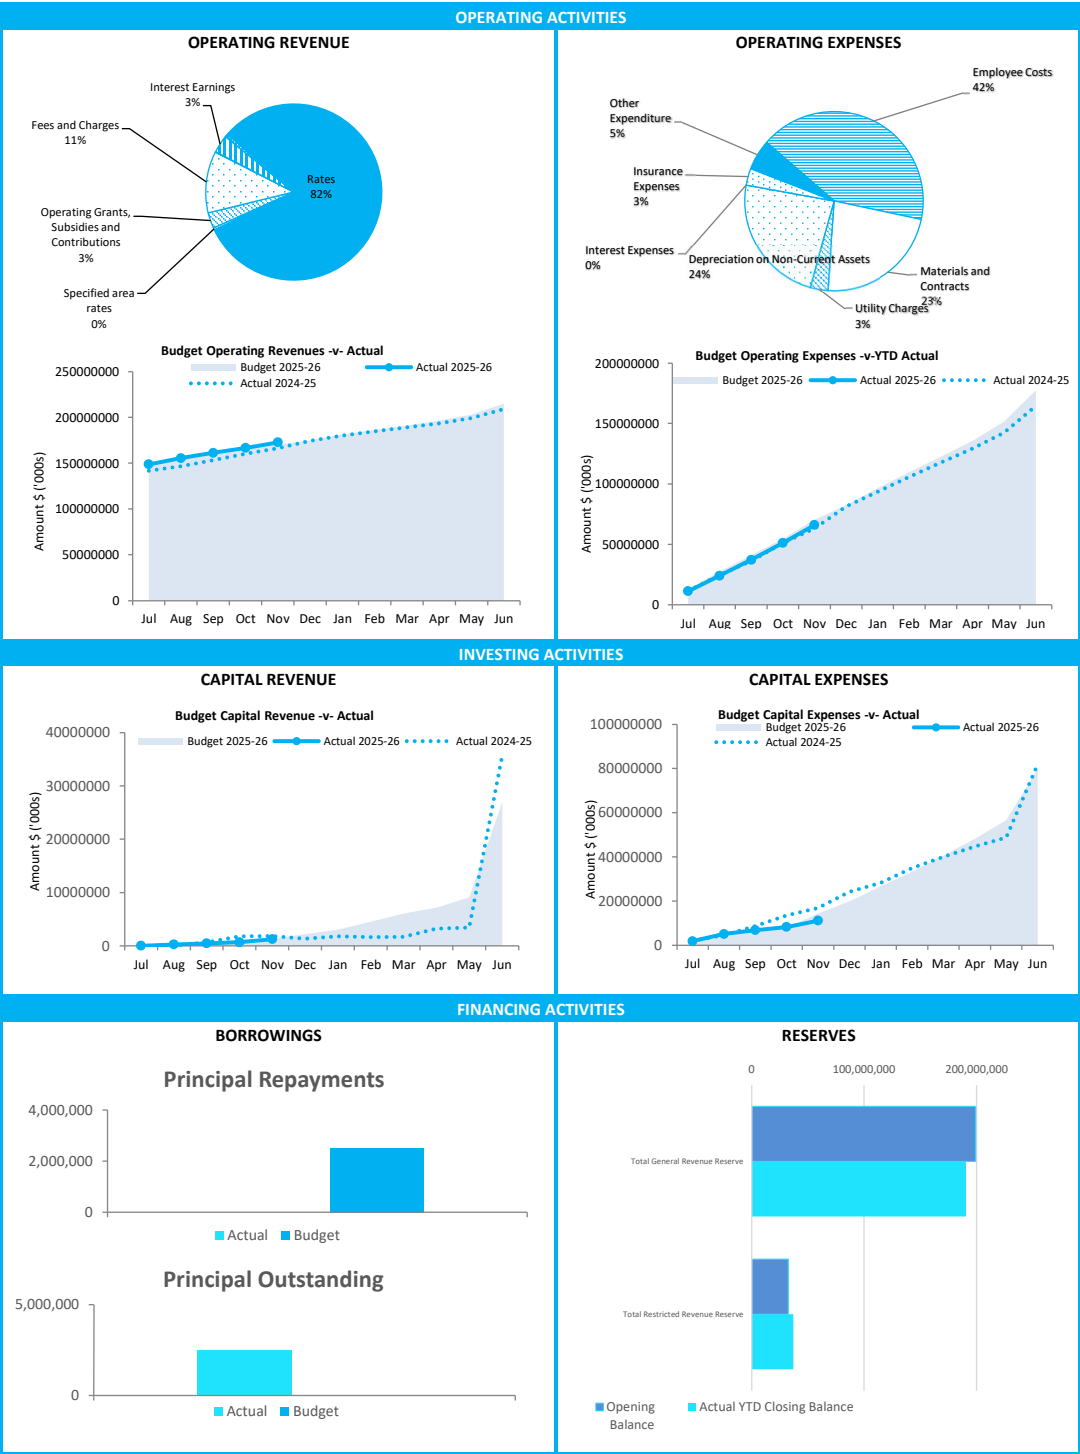 OPERATING ACTIVITIES
OPERATING REVENUE
Interest Earnings
3%
Fees and Charges
11%
Rates
82%
Operating Grants,
Subsidies and
Contributions
3%
Specified area
rates
0%
Budget Operating Revenues -v- Actual
Budget 2025-26
Actual 2025-26
Actual 2024-25
Amount $ ('000s)
250000000
200000000
150000000
100000000
50000000
0
Jul Aug Sep Oct Nov Dec Jan Feb Mar Apr May Jun
OPERATING EXPENSES
Employee Costs
42%
Other
Expenditure
5%
Insurance
Expenses
3%
Interest Expenses
0%
Depreciation on Non-Current Assets
24%
Materials and
Contracts
23%
Utility Charges
3%
Budget Operating Expenses -v-YTD Actual
Budget 2025-26 Actual 2025-26 Actual 2024-25
Amount $ ('000s)
200000000
150000000
100000000
50000000
0
Jul Aug Sep Oct Nov Dec Jan Feb Mar Apr May Jun
INVESTING ACTIVITIES
CAPITAL REVENUE
Budget Capital Revenue -v- Actual
Budget 2025-26 Actual 2025-26 Actual 2024-25
Amount $ ('000s)
40000000
30000000
20000000
10000000
0
Jul Aug Sep Oct Nov Dec Jan Feb Mar Apr May Jun
CAPITAL EXPENSES
Budget Capital Expenses -v- Actual
Budget 2025-26
Actual 2025-26
Actual 2024-25
Amount $ ('000s)
100000000
80000000
60000000
40000000
20000000
0
Jul Aug Sep Oct Nov Dec Jan Feb Mar Apr May Jun
FINANCING ACTIVITIES
BORROWINGS
Principal Repayments
4,000,000
2,000,000
0
Actual Budget
Principal Outstanding
5,000,000
0
Actual Budget
RESERVES
0 100,000,000 200,000,000
Total General Revenue Reserve
Total Restricted Revenue Reserve
Opening
Balance
Actual YTD Closing Balance